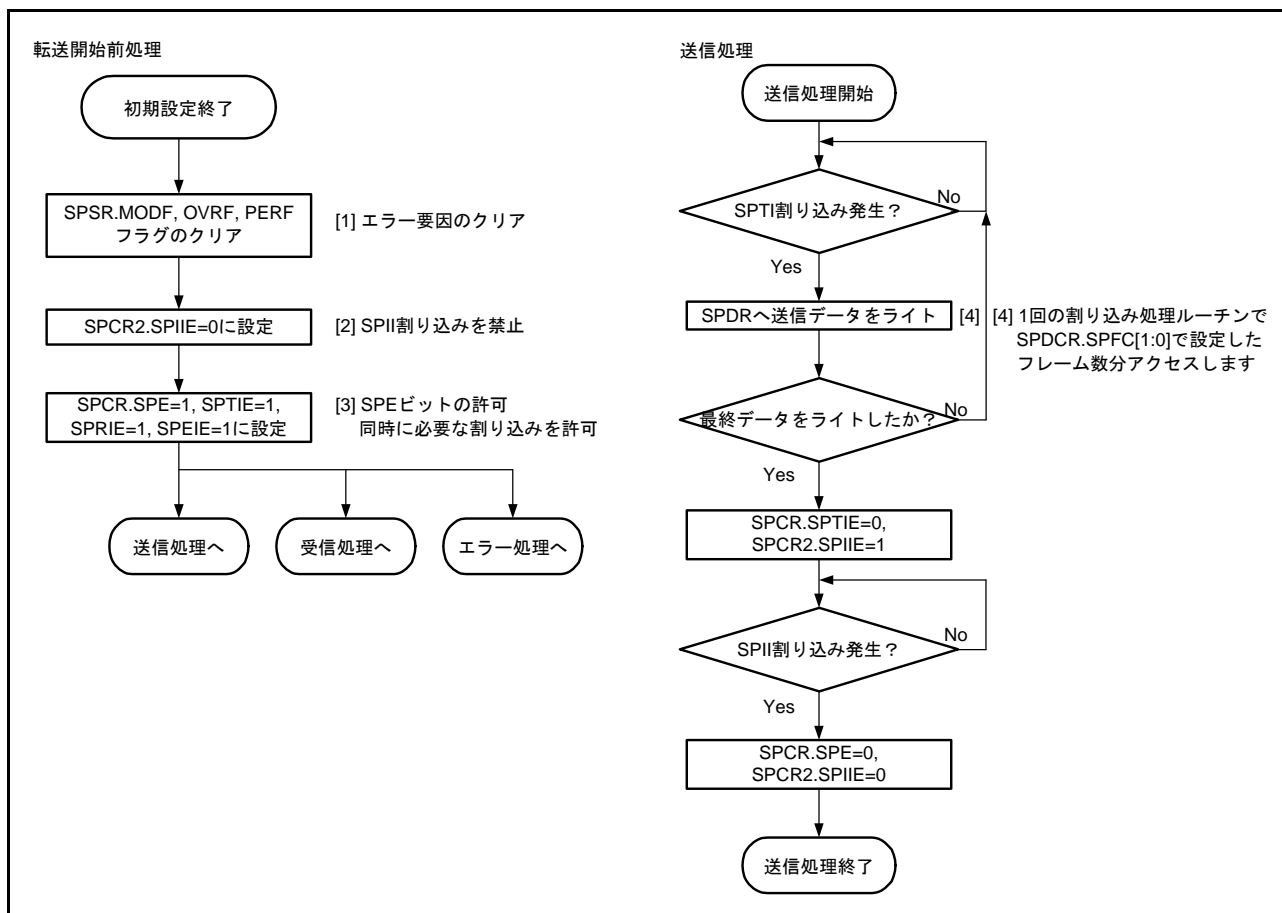 転送開始前処理
初期設定終了
SPSR.MODF, OVRF, PERF
フラグのクリア
[1] エラー要因のクリア
SPCR2.SPIIE=0に設定
[2] SPII割り込みを禁止
SPCR.SPE=1, SPTIE=1,
SPRIE=1, SPEIE=1に設定
[3] SPEビットの許可
同時に必要な割り込みを許可
送信処理へ
受信処理へ
エラー処理へ
送信処理
送信処理開始
SPTI割り込み発生？
No
Yes
SPDRへ送信データをライト
[4]
[4] 1回の割り込み処理ルーチンで
SPDCR.SPFC[1:0]で設定した
フレーム数分アクセスします
最終データをライトしたか？
No
Yes
SPCR.SPTIE=0,
SPCR2.SPIIE=1
SPII割り込み発生？
No
Yes
SPCR.SPE=0,
SPCR2.SPIIE=0
送信処理終了